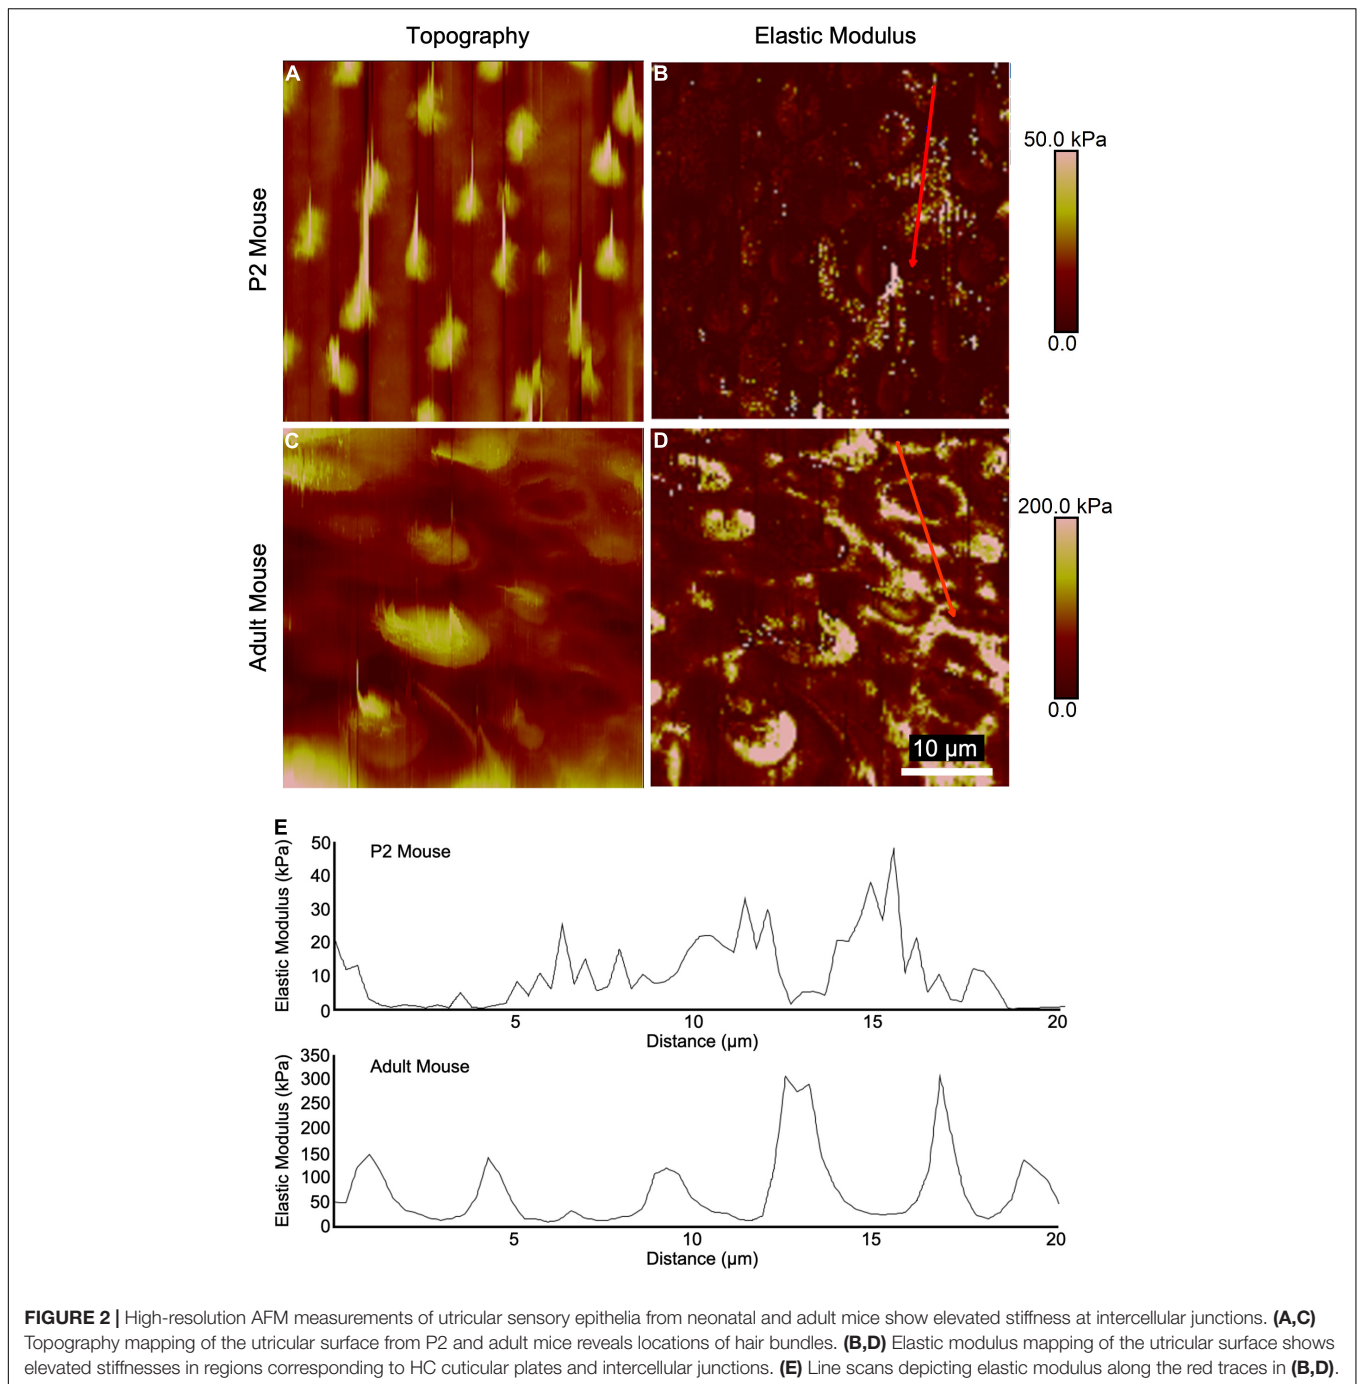 Topography
Elastic Modulus
A
B
P2 Mouse
50.0 kPa
0.0
C
D
Adult Mouse
200.0 kPa
0.0
10 µm
E
P2 Mouse
Elastic Modulus (kPa)
50
40
30
20
10
0
5
10
15
20
Distance (µm)
Adult Mouse
Elastic Modulus (kPa)
350
300
250
200
150
100
50
0
5
10
15
20
Distance (µm)
FIGURE 2 | High-resolution AFM measurements of utricular sensory epithelia from neonatal and adult mice show elevated stiffness at intercellular junctions. (A,C)
Topography mapping of the utricular surface from P2 and adult mice reveals locations of hair bundles. (B,D) Elastic modulus mapping of the utricular surface shows
elevated stiffnesses in regions corresponding to HC cuticular plates and intercellular junctions. (E) Line scans depicting elastic modulus along the red traces in (B,D).